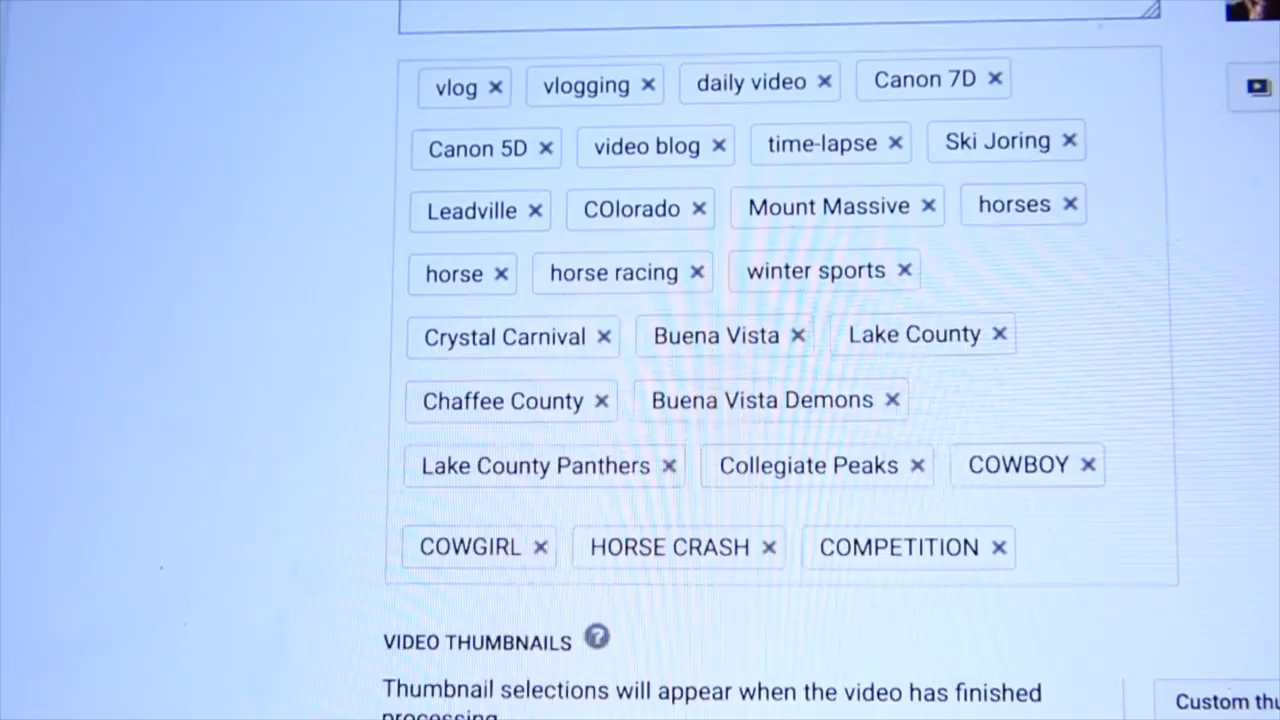 vlog × vlogging × daily video × Canon 7D ×
Canon 5D × video blog × time-lapse × Ski Joring ×
Leadville × COlorado × Mount Massive × horses ×
horse × horse racing × winter sports ×
Crystal Carnival × Buena Vista × Lake County ×
Chaffee County × Buena Vista Demons ×
Lake County Panthers × Collegiate Peaks × COWBOY ×
COWGIRL × HORSE CRASH × COMPETITION ×
VIDEO THUMBNAILS ?
Thumbnail selections will appear when the video has finished
processing.
Custom thu